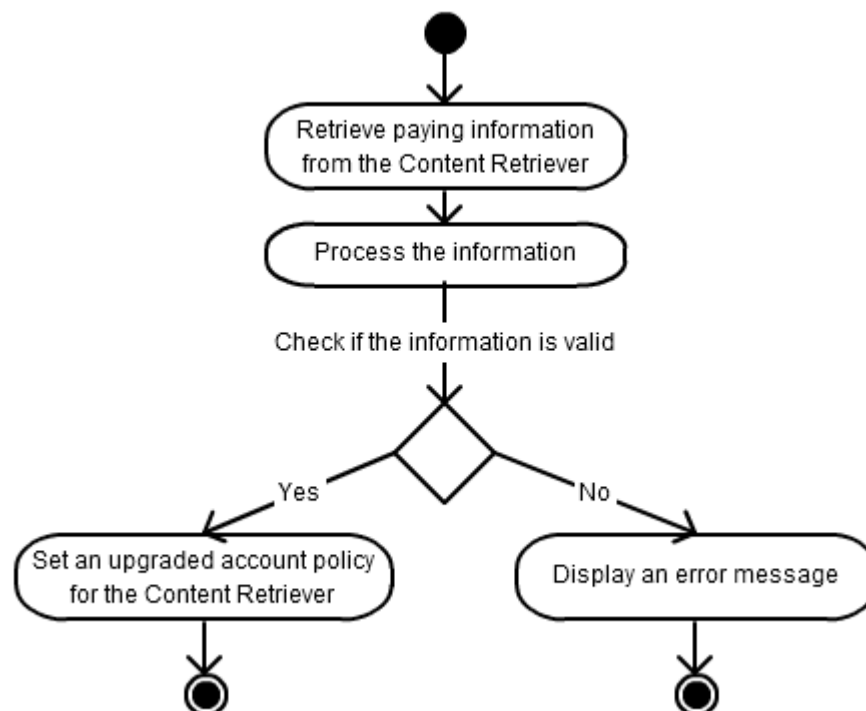 Retrieve paying information
from the Content Retriever
Process the information
Check if the information is valid
Yes
No
Set an upgraded account policy
for the Content Retriever
Display an error message